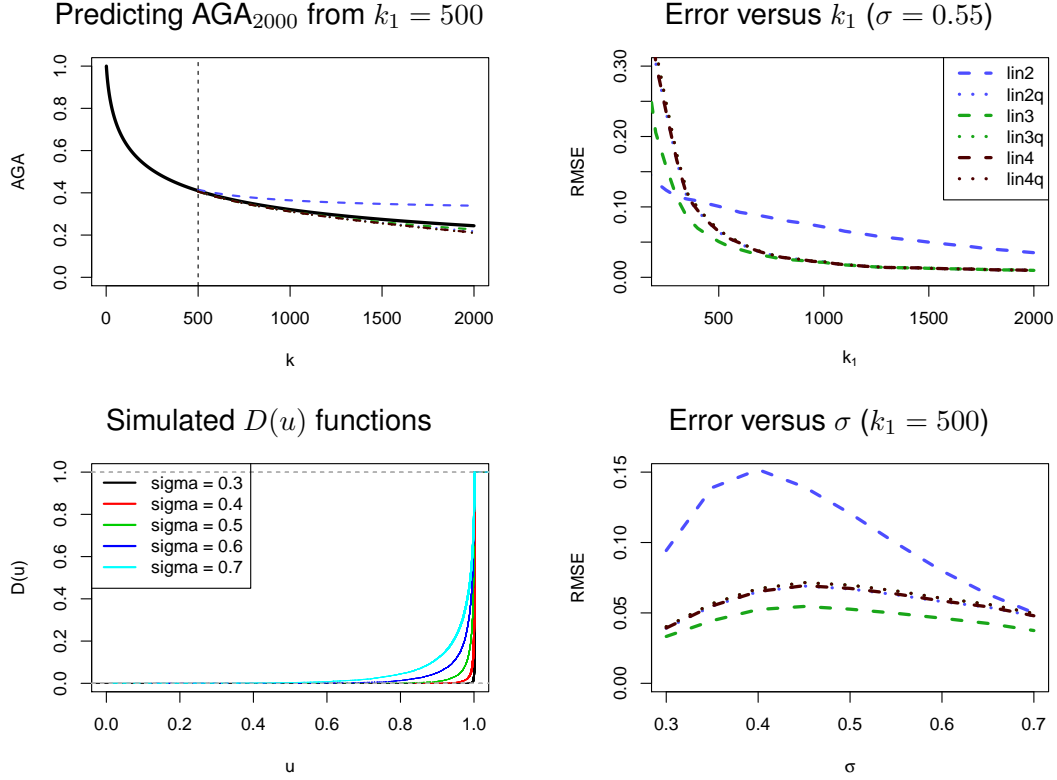 Predicting AGA2000 from k1 = 500
1.0
0.8
0.6
0.4
0.2
0.0
AGA
0
500
1000
1500
2000
k
Error versus k1 (σ = 0.55)
0.30
0.20
0.10
0.00
RMSE
500
1000
1500
2000
k1
lin2
lin2q
lin3
lin3q
lin4
lin4q
Simulated D(u) functions
1.0
0.8
0.6
0.4
0.2
0.0
D(u)
sigma = 0.3
sigma = 0.4
sigma = 0.5
sigma = 0.6
sigma = 0.7
0.0
0.2
0.4
0.6
0.8
1.0
u
Error versus σ (k1 = 500)
0.15
0.10
0.05
0.00
RMSE
0.3
0.4
0.5
0.6
0.7
σ